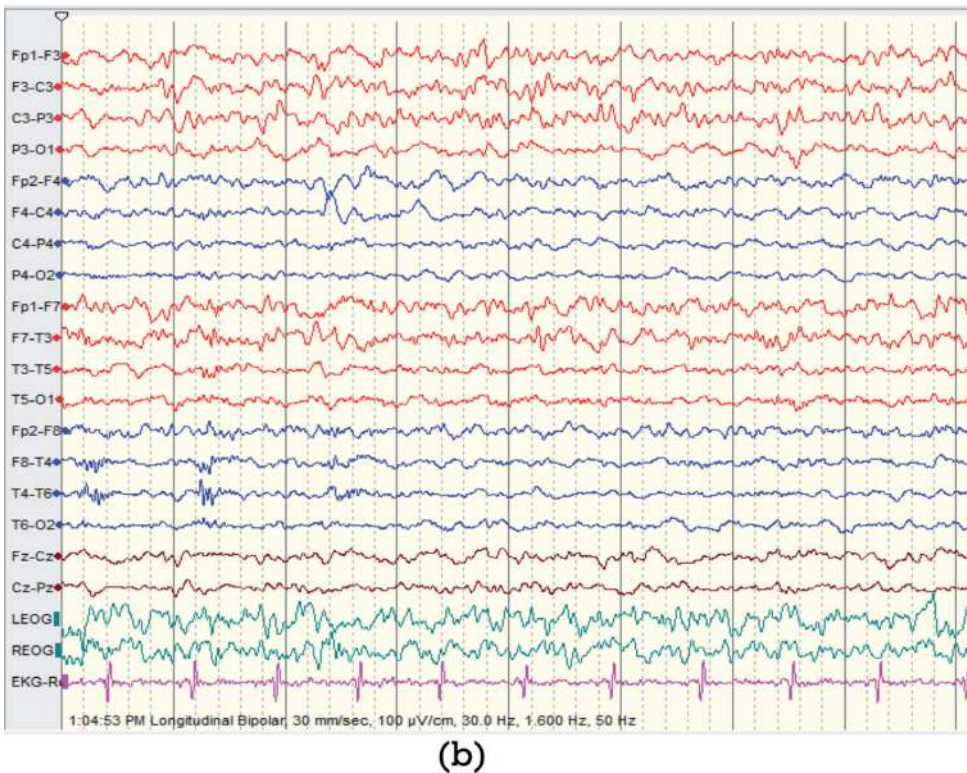 Fp1-F3
F3-C3
C3-P3
P3-O1
Fp2-F4
F4-C4
C4-P4
P4-O2
Fp1-F7
F7-T3
T3-T5
T5-O1
Fp2-F8
F8-T4
T4-T6
T6-O2
Fz-Cz
Cz-Pz
LEOG
REOG
EKG-R
1:04:53 PM Longitudinal Bipolar, 30 mm/sec, 100 µV/cm, 30.0 Hz, 1.600 Hz, 50 Hz
(b)